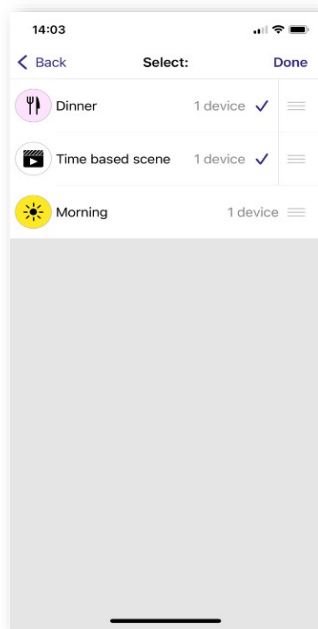 14:03
Back Select: Done
Dinner 1 device
Time based scene 1 device
Morning 1 device